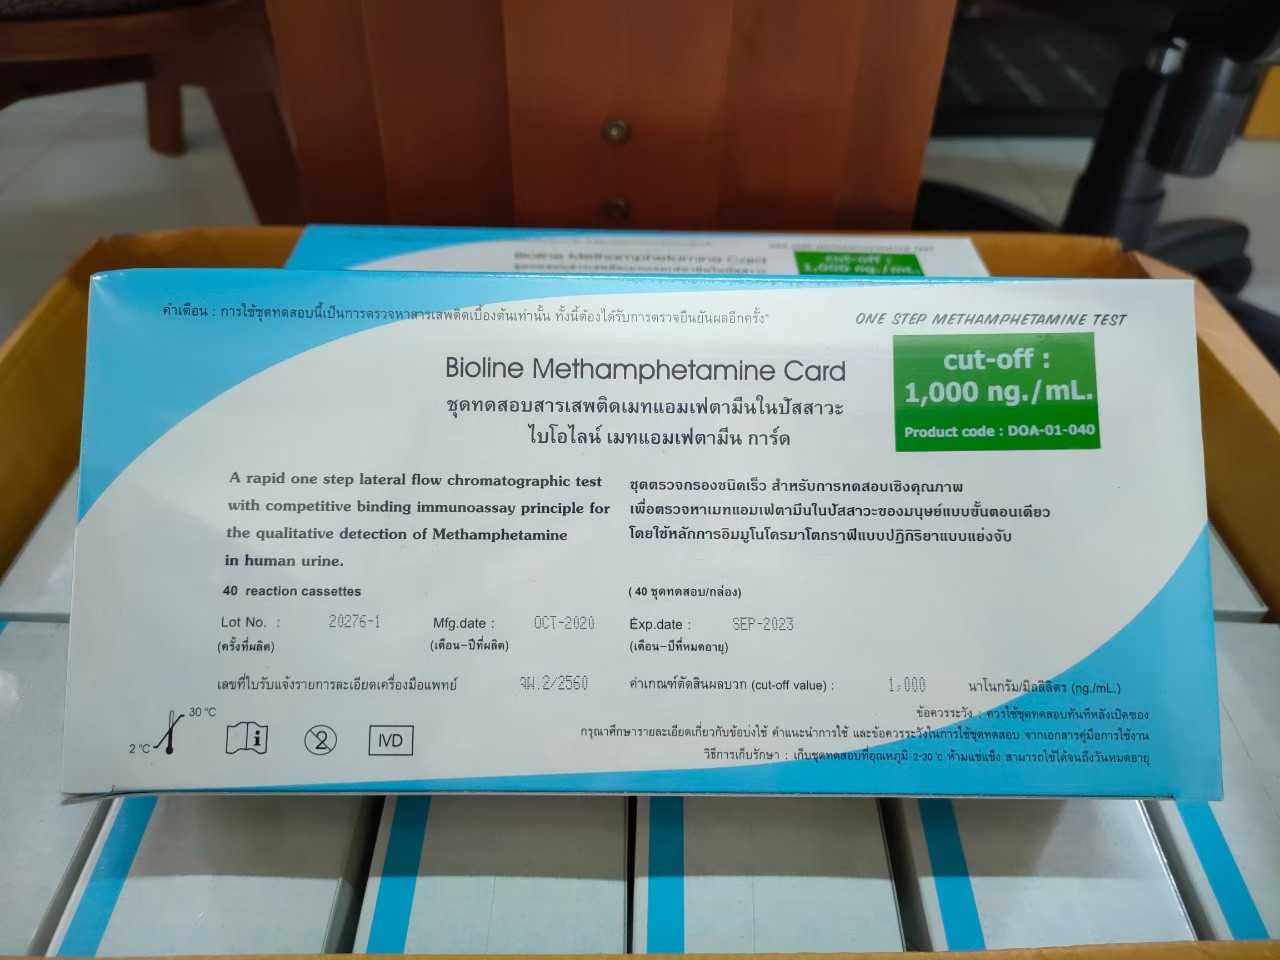 Bioline Methamphetamine Card
cut-off :
1,000 ng./mL.
คำเตือน : การใช้ชุดทดสอบนี้เป็นการตรวจหาสารเสพติดเบื้องต้นเท่านั้น ทั้งนี้ต้องได้รับการตรวจยืนยันผลอีกครั้ง"
ONE STEP METHAMPHETAMINE TEST
Bioline Methamphetamine Card
ชุดทดสอบสารเสพติดเมทแอมเฟตามีนในปัสสาวะ
ไบโอไลน์ เมทแอมเฟตามีน การ์ด
cut-off :
1,000 ng./mL.
Product code : DOA-01-040
A rapid one step lateral flow chromatographic test
with competitive binding immunoassay principle for
the qualitative detection of Methamphetamine
in human urine.
ชุดตรวจกรองชนิดเร็ว สำหรับการทดสอบเชิงคุณภาพ
เพื่อตรวจหาเมทแอมเฟตามีนในปัสสาวะของมนุษย์แบบขั้นตอนเดียว
โดยใช้หลักการอิมมูโนโครมาโตกราฟีแบบปฏิกิริยาแบบแย่งจับ
40 reaction cassettes
( 40 ชุดทดสอบ/กล่อง)
Lot No. : 20276-1 Mfg.date : OCT-2020 Exp.date : SEP-2023
(ครั้งที่ผลิต) (เดือน-ปีที่ผลิต) (เดือน-ปีที่หมดอายุ)
เลขที่ใบรับแจ้งรายการละเอียดเครื่องมือแพทย์ ผผ.2/2560 ค่าเกณฑ์ตัดสินผลบวก (cut-off value) : 1,000 นาโนกรัม/มิลลิลิตร (ng./mL.)
30 °C
2 °C
i
2
IVD
ข้อควรระวัง : ควรใช้ชุดทดสอบทันทีหลังเปิดซอง
กรุณาศึกษารายละเอียดเกี่ยวกับข้อบ่งใช้ คำแนะนำการใช้ และข้อควรระวังในการใช้ชุดทดสอบ จากเอกสารคู่มือการใช้งาน
วิธีการเก็บรักษา : เก็บชุดทดสอบที่อุณหภูมิ 2-30 °c ห้ามแช่แข็ง สามารถใช้ได้จนถึงวันหมดอายุ